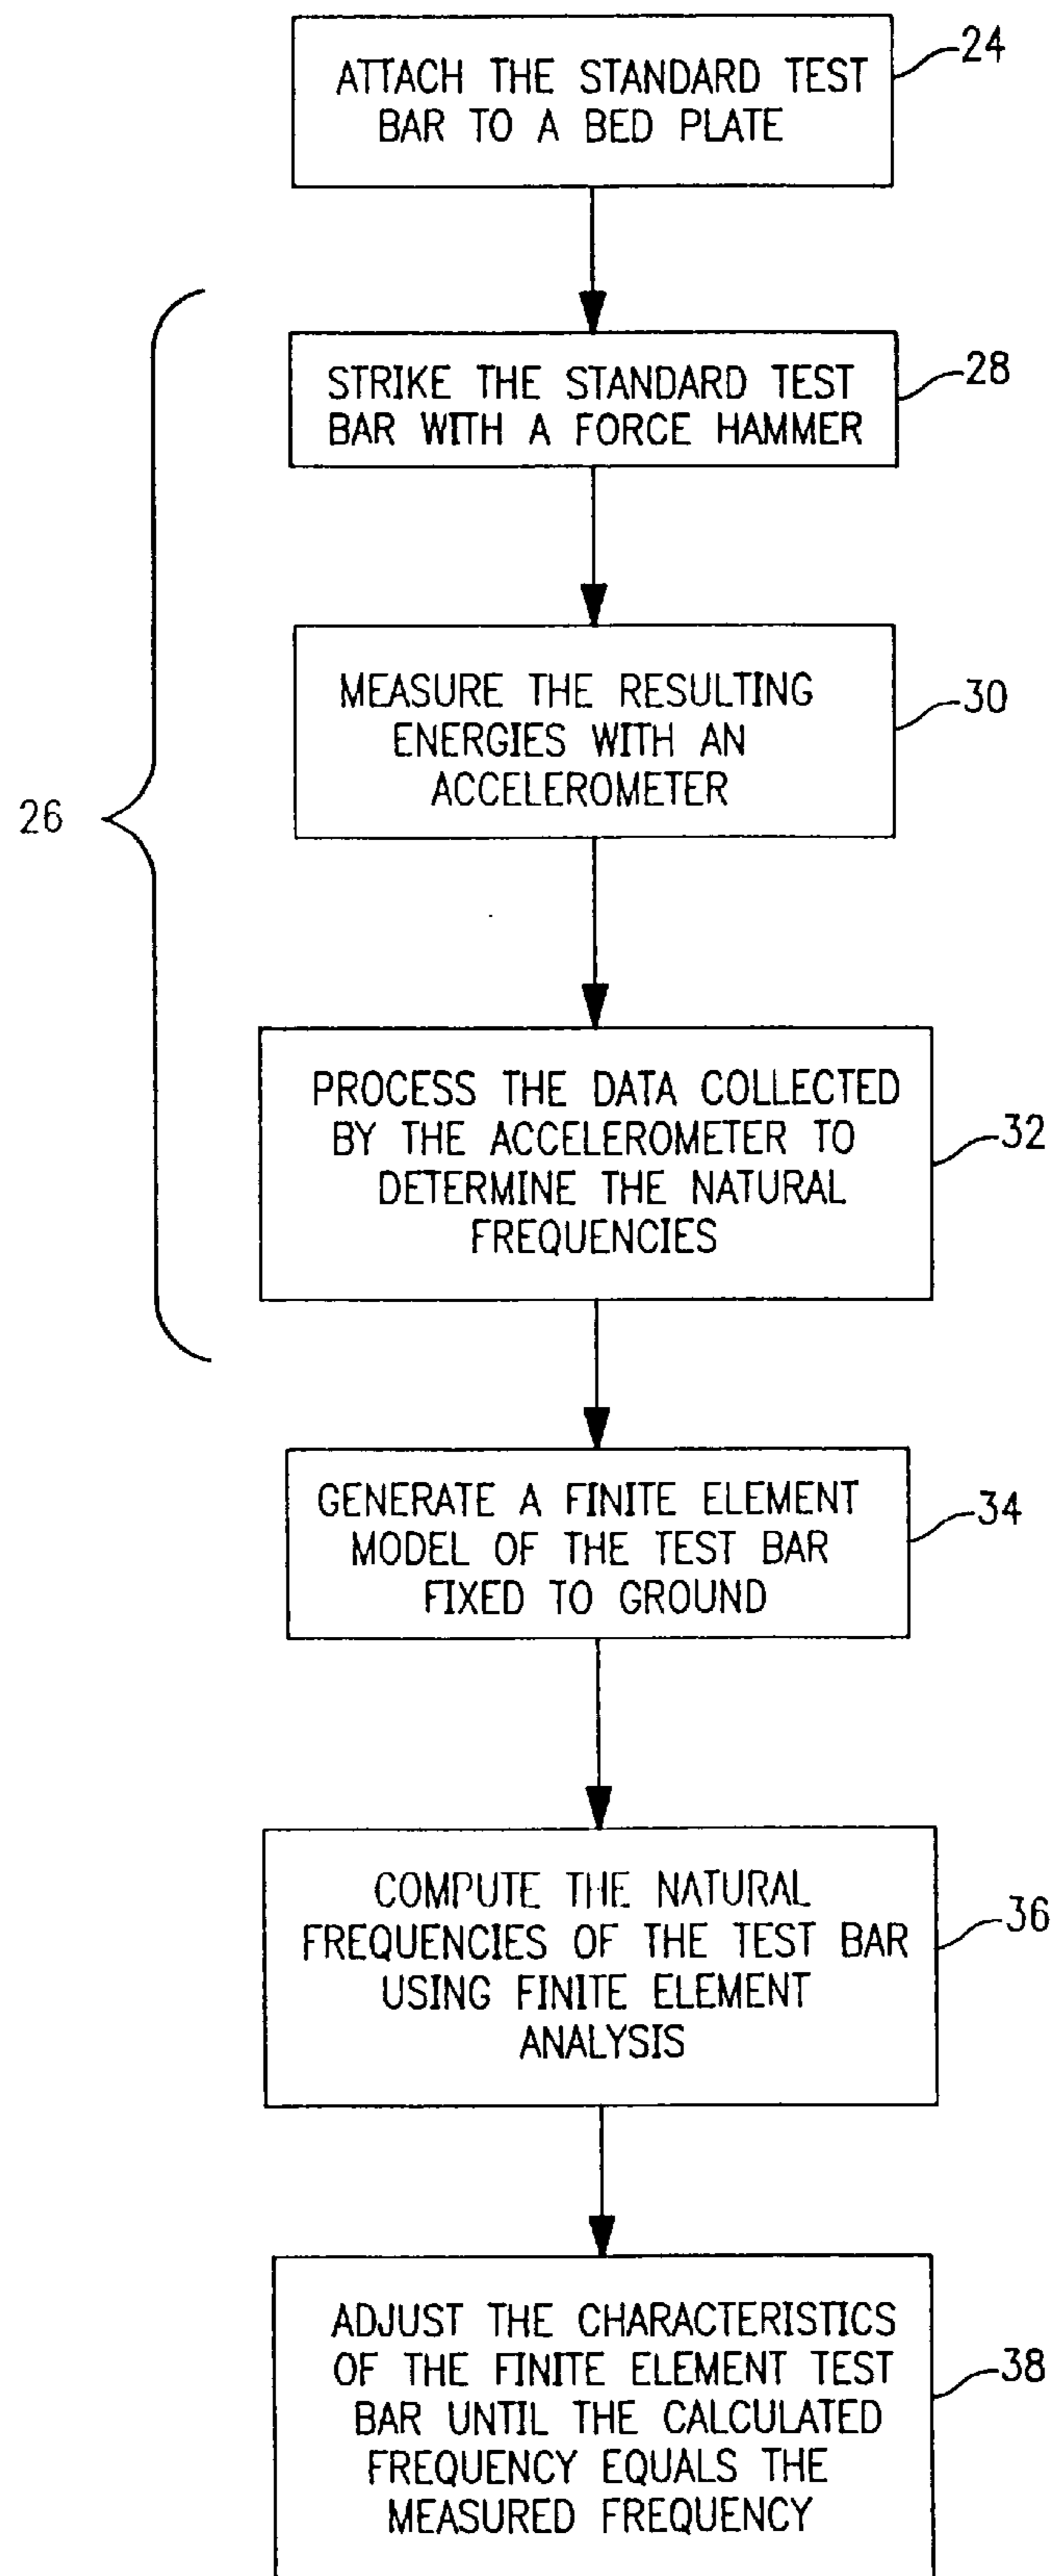 ATTACH THE STANDARD TEST
BAR TO A BED PLATE
24
STRIKE THE STANDARD TEST
BAR WITH A FORCE HAMMER
28
MEASURE THE RESULTING
ENERGIES WITH AN
ACCELEROMETER
30
26
PROCESS THE DATA COLLECTED
BY THE ACCELEROMETER TO
DETERMINE THE NATURAL
FREQUENCIES
32
GENERATE A FINITE ELEMENT
MODEL OF THE TEST BAR
FIXED TO GROUND
34
COMPUTE THE NATURAL
FREQUENCIES OF THE TEST BAR
USING FINITE ELEMENT
ANALYSIS
36
ADJUST THE CHARACTERISTICS
OF THE FINITE ELEMENT TEST
BAR UNTIL THE CALCULATED
FREQUENCY EQUALS THE
MEASURED FREQUENCY
38